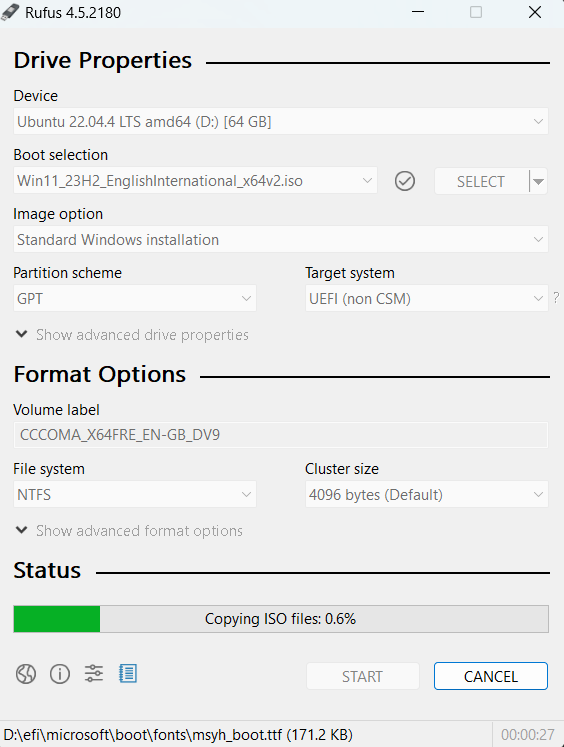 Rufus 4.5.2180
Drive Properties
Device
Ubuntu 22.04.4 LTS amd64 (D:) [64 GB]
Boot selection
Win11_23H2_EnglishInternational_x64v2.iso
SELECT
Image option
Standard Windows installation
Partition scheme
Target system
GPT
UEFI (non CSM)
?
Show advanced drive properties
Format Options
Volume label
CCCOMA_X64FRE_EN-GB_DV9
File system
Cluster size
NTFS
4096 bytes (Default)
Show advanced format options
Status
Copying ISO files: 0.6%
START
CANCEL
D:\efi\microsoft\boot\fonts\msyh_boot.ttf (171.2 KB)
00:00:27